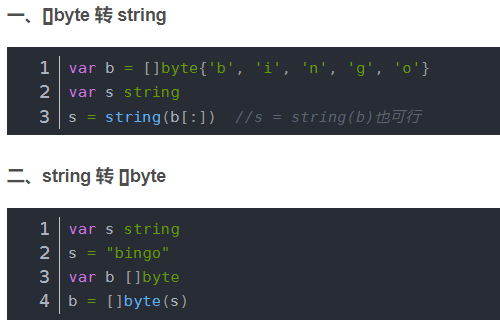 一、[]byte 转 string
1 var b = []byte{'b', 'i', 'n', 'g', 'o'}
2 var s string
3 s = string(b[:])  //s = string(b)也可行
二、string 转 []byte
1 var s string
2 s = "bingo"
3 var b []byte
4 b = []byte(s)